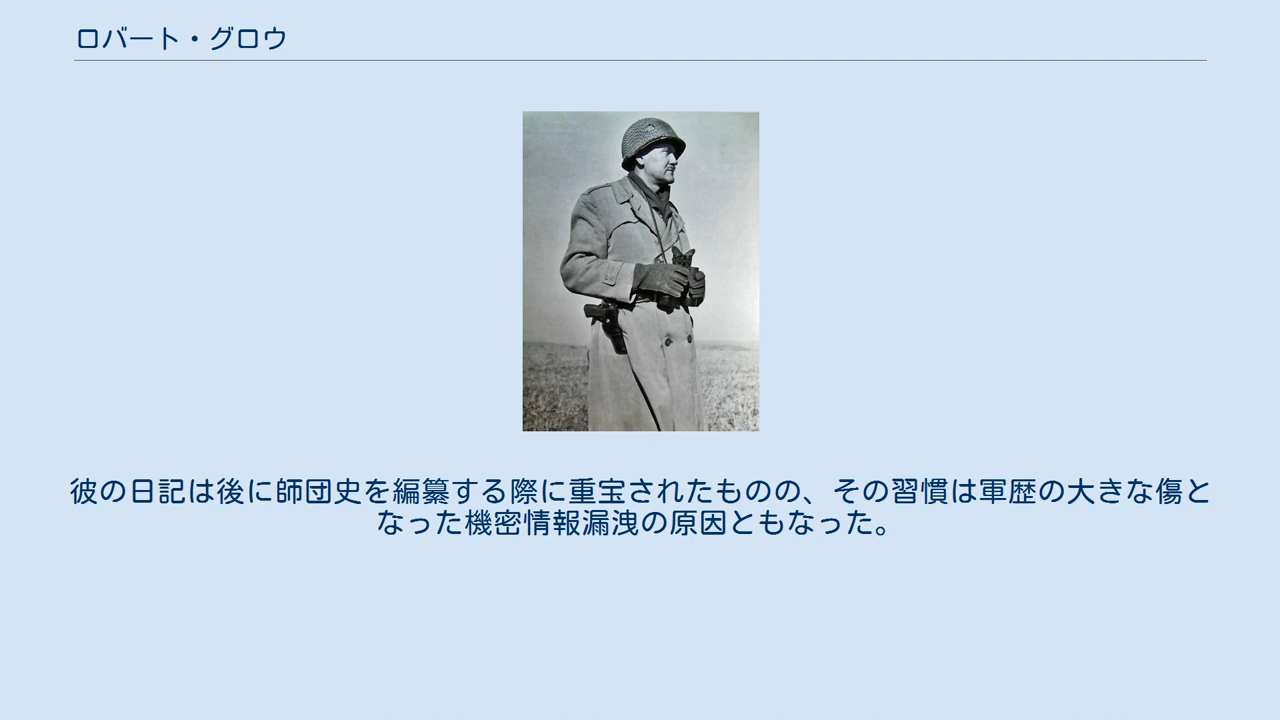 ロバート・グロウ
彼の日記は後に師団史を編纂する際に重宝されたものの、その習慣は軍歴の大きな傷と
なった機密情報漏洩の原因ともなった。